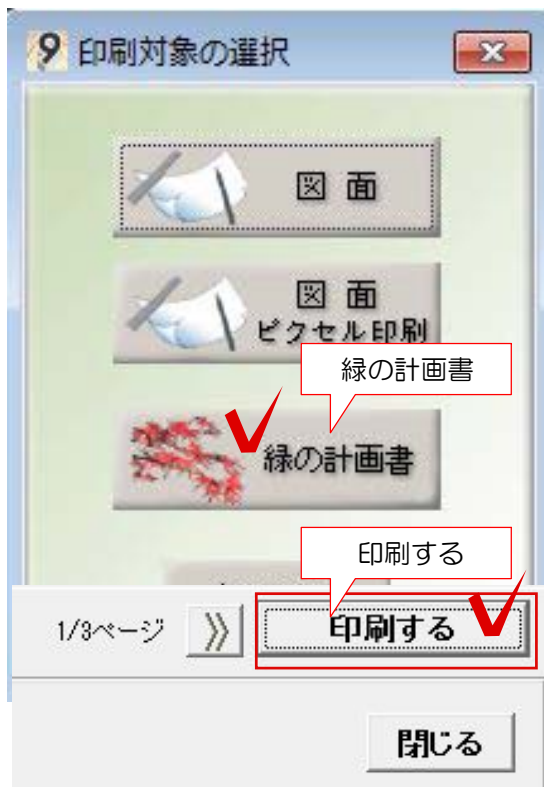 9 印刷対象の選択
図 面
図 面
ピクセル印刷
緑の計画書
緑の計画書
印刷する
1/3ページ 》 印刷する
閉じる